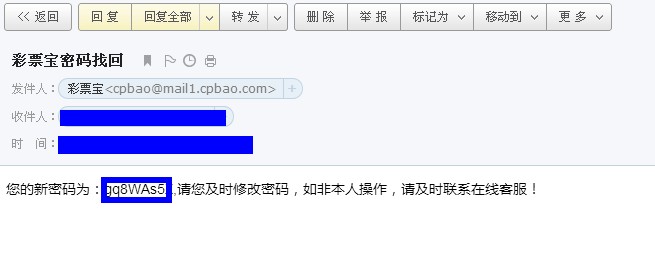 << 返回 回 复 回复全部 转 发 删 除 举 报 标记为 移动到 更 多
彩票宝密码找回
发件人：彩票宝<cpbao@mail1.cpbao.com>
收件人：
时 间：
您的新密码为：gq8WAs5 ,请您及时修改密码，如非本人操作，请及时联系在线客服！